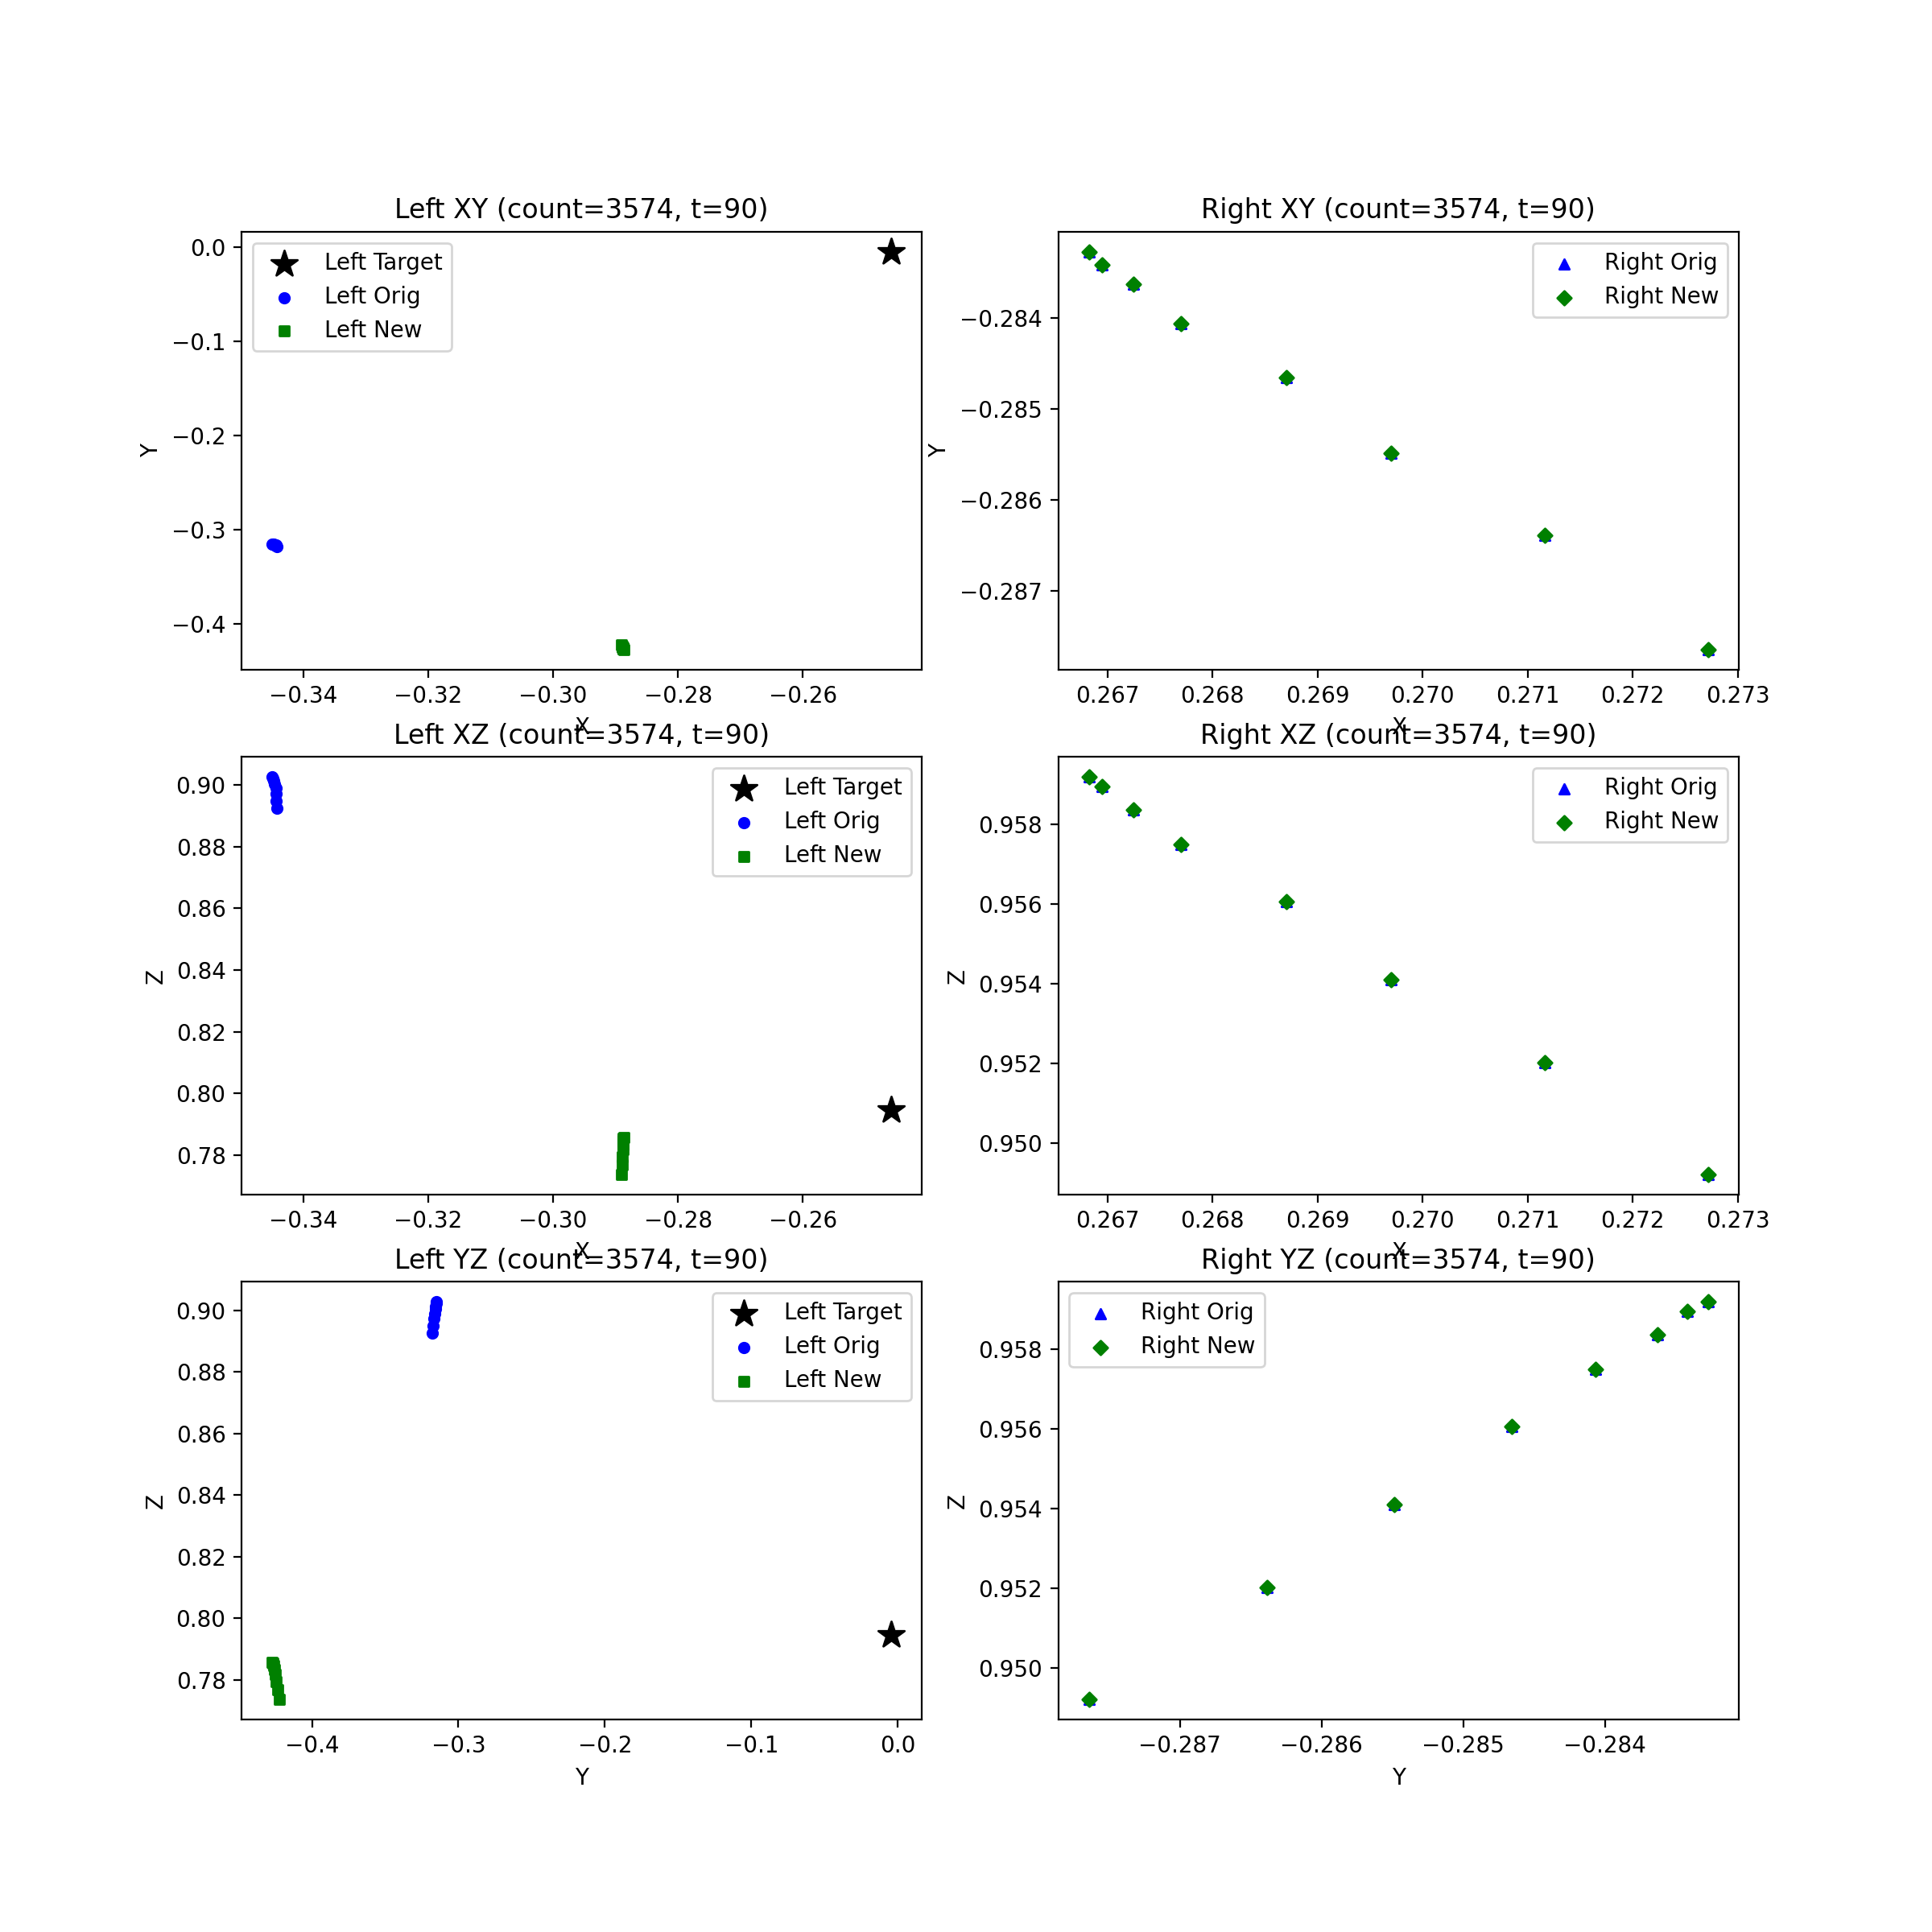 Left XY (count=3574, t=90)
0.0
−0.1
−0.2
−0.3
−0.4
Y
Left Target
Left Orig
Left New
−0.34 −0.32 −0.30 −0.28 −0.26
X
Right XY (count=3574, t=90)
−0.284
−0.285
−0.286
−0.287
Y
Right Orig
Right New
0.267 0.268 0.269 0.270 0.271 0.272 0.273
X
Left XZ (count=3574, t=90)
0.90
0.88
0.86
0.84
0.82
0.80
0.78
Z
Left Target
Left Orig
Left New
−0.34 −0.32 −0.30 −0.28 −0.26
X
Right XZ (count=3574, t=90)
0.958
0.956
0.954
0.952
0.950
Z
Right Orig
Right New
0.267 0.268 0.269 0.270 0.271 0.272 0.273
X
Left YZ (count=3574, t=90)
0.90
0.88
0.86
0.84
0.82
0.80
0.78
Z
Left Target
Left Orig
Left New
−0.4 −0.3 −0.2 −0.1 0.0
Y
Right YZ (count=3574, t=90)
0.958
0.956
0.954
0.952
0.950
Z
Right Orig
Right New
−0.287 −0.286 −0.285 −0.284
Y